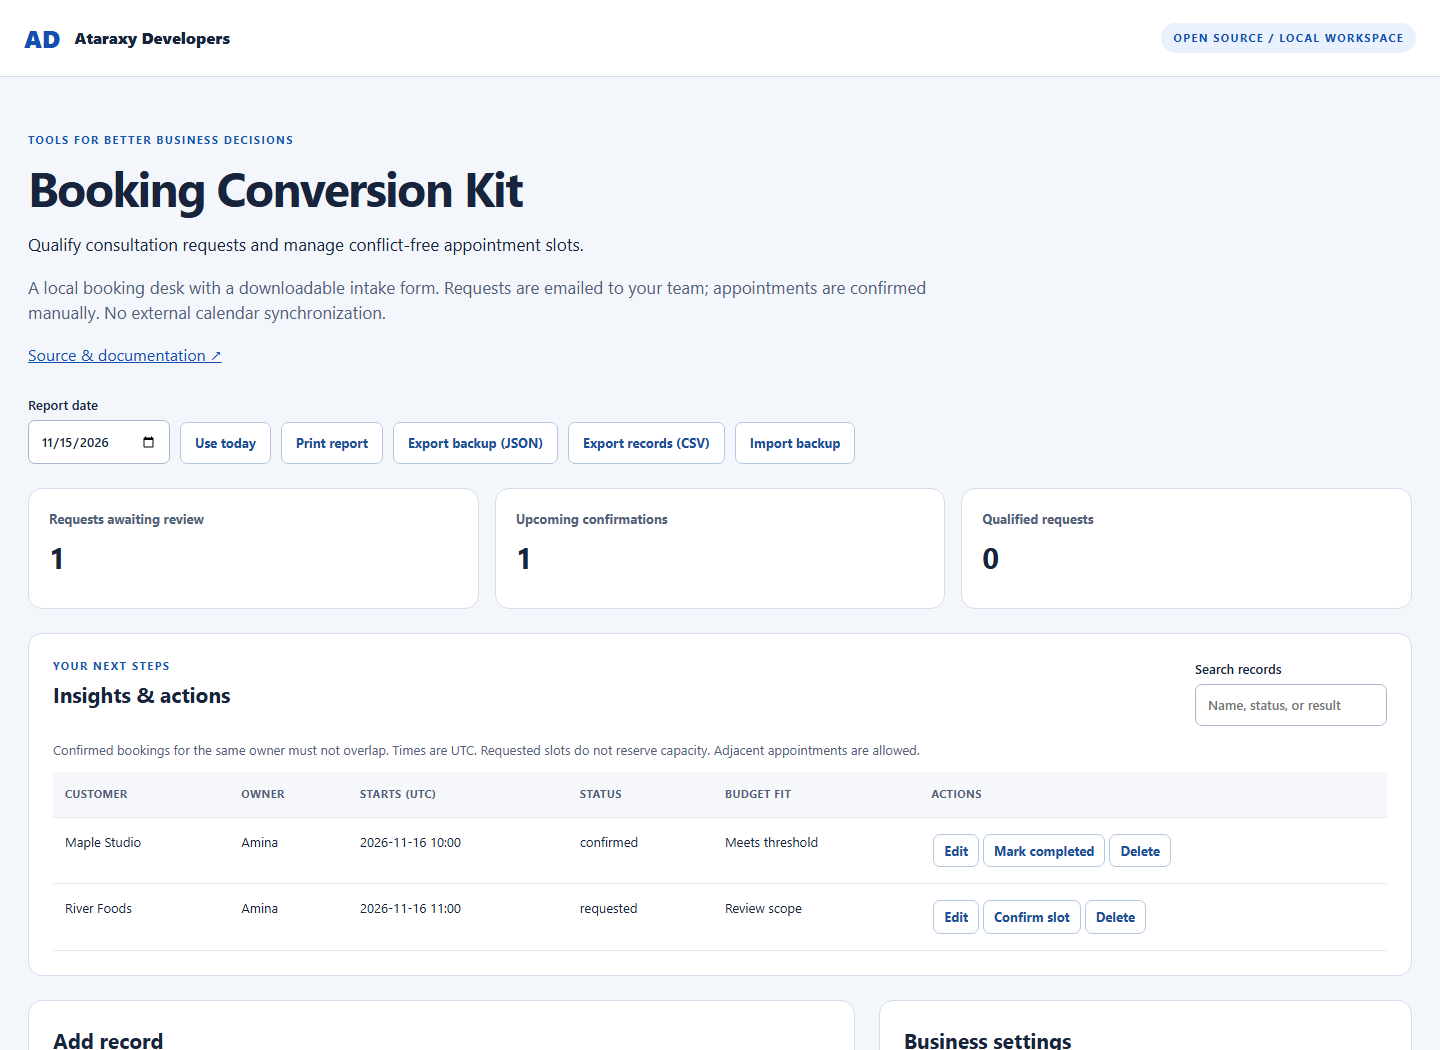 AD Ataraxy Developers
OPEN SOURCE / LOCAL WORKSPACE
TOOLS FOR BETTER BUSINESS DECISIONS
Booking Conversion Kit
Qualify consultation requests and manage conflict-free appointment slots.
A local booking desk with a downloadable intake form. Requests are emailed to your team; appointments are confirmed
manually. No external calendar synchronization.
Source & documentation ↗
Report date
11/15/2026 Use today Print report Export backup (JSON) Export records (CSV) Import backup
Requests awaiting review
1
Upcoming confirmations
1
Qualified requests
0
YOUR NEXT STEPS
Insights & actions
Search records
Name, status, or result
Confirmed bookings for the same owner must not overlap. Times are UTC. Requested slots do not reserve capacity. Adjacent appointments are allowed.
CUSTOMER OWNER STARTS (UTC) STATUS BUDGET FIT ACTIONS
Maple Studio Amina 2026-11-16 10:00 confirmed Meets threshold Edit Mark completed Delete
River Foods Amina 2026-11-16 11:00 requested Review scope Edit Confirm slot Delete
Add record
Business settings